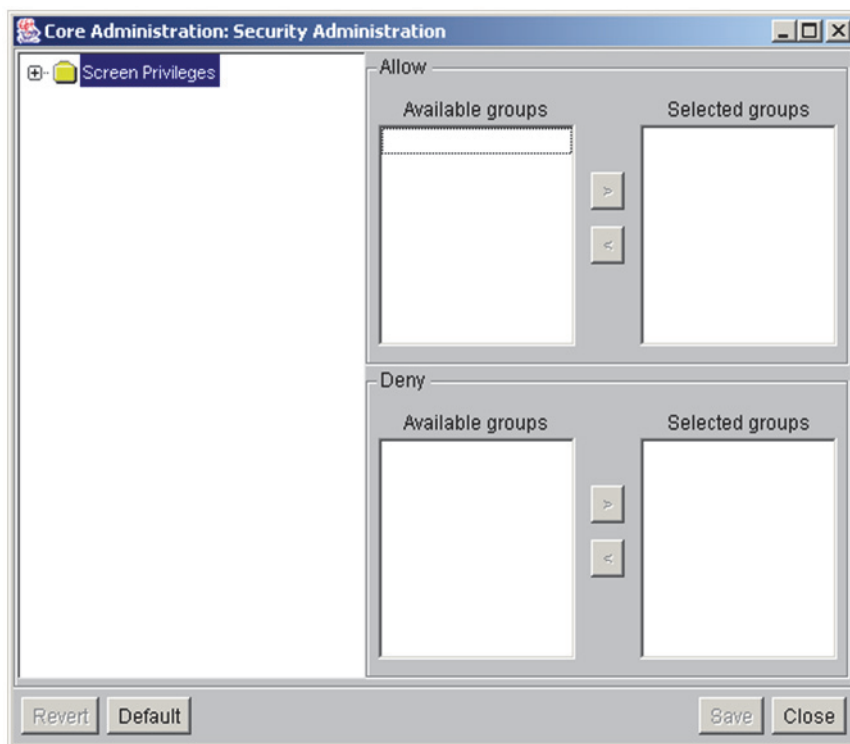 Core Administration: Security Administration
Screen Privileges
Allow
Available groups
Selected groups
>
<
Deny
Available groups
Selected groups
>
<
Revert
Default
Save
Close